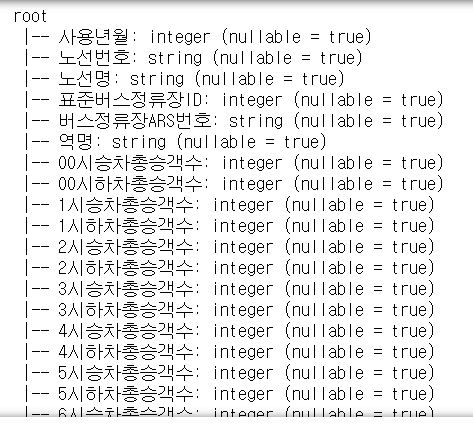 root
 |-- 사용년월: integer (nullable = true)
 |-- 노선번호: string (nullable = true)
 |-- 노선명: string (nullable = true)
 |-- 표준버스정류장ID: integer (nullable = true)
 |-- 버스정류장ARS번호: string (nullable = true)
 |-- 역명: string (nullable = true)
 |-- 00시승차총승객수: integer (nullable = true)
 |-- 00시하차총승객수: integer (nullable = true)
 |-- 1시승차총승객수: integer (nullable = true)
 |-- 1시하차총승객수: integer (nullable = true)
 |-- 2시승차총승객수: integer (nullable = true)
 |-- 2시하차총승객수: integer (nullable = true)
 |-- 3시승차총승객수: integer (nullable = true)
 |-- 3시하차총승객수: integer (nullable = true)
 |-- 4시승차총승객수: integer (nullable = true)
 |-- 4시하차총승객수: integer (nullable = true)
 |-- 5시승차총승객수: integer (nullable = true)
 |-- 5시하차총승객수: integer (nullable = true)
 |-- 6시승차총승객수: integer (nullable = true)